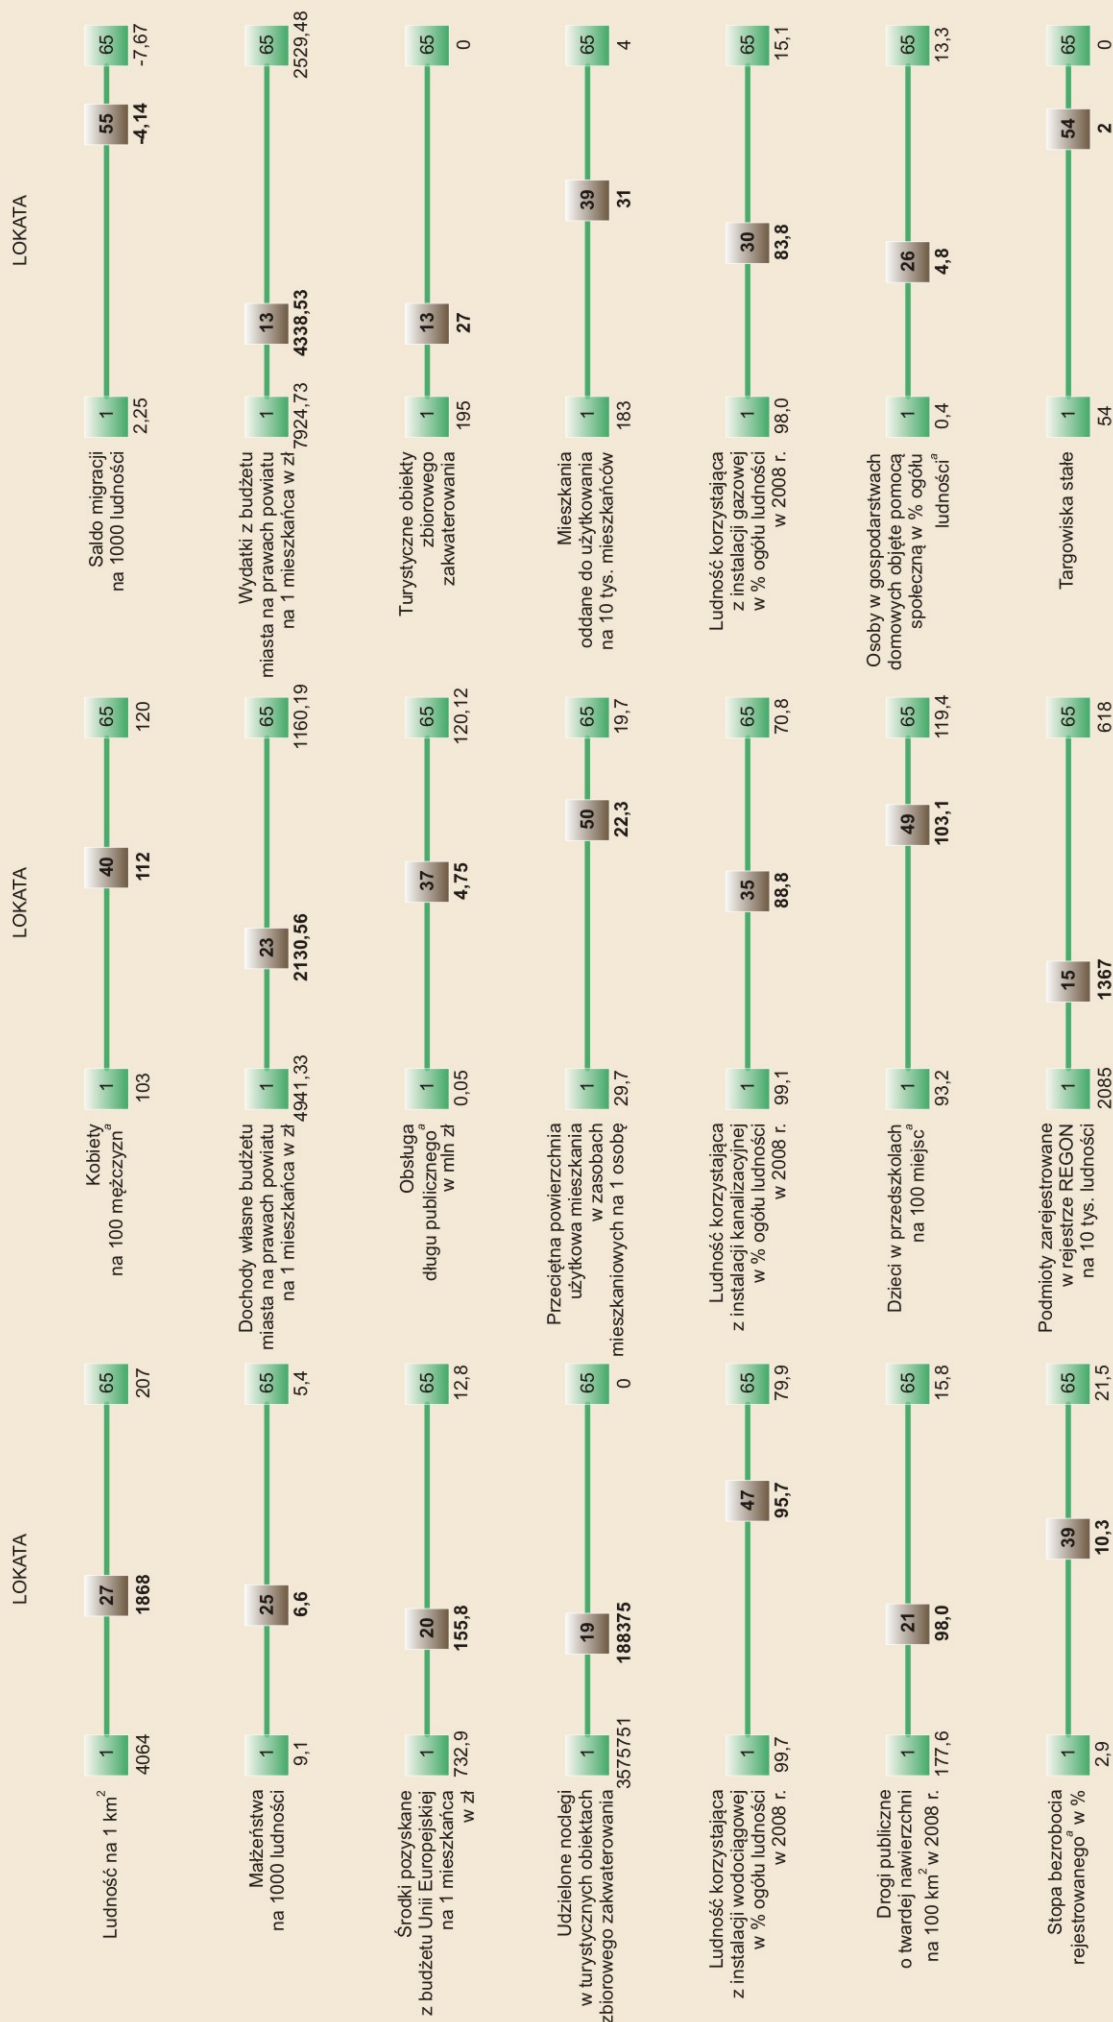 LOKATA
LOKATA
LOKATA
Ludność na 1 km²
1
27
65
4064
1868
207
Kobiety
na 100 mężczyznᵃ
1
40
65
103
112
120
Saldo migracji
na 1000 ludności
1
55
65
2,25
-4,14
-7,67
Małżeństwa
na 1000 ludności
1
25
65
9,1
6,6
5,4
Dochody własne budżetu
miasta na prawach powiatu
na 1 mieszkańca w zł
1
23
65
4941,33
2130,56
1160,19
Wydatki z budżetu
miasta na prawach powiatu
na 1 mieszkańca w zł
1
13
65
7924,73
4338,53
2529,48
Środki pozyskane
z budżetu Unii Europejskiej
na 1 mieszkańca
w zł
1
20
65
732,9
155,8
12,8
Obsługa
długu publicznegoᵃ
w mln zł
1
37
65
0,05
4,75
120,12
Turystyczne obiekty
zbiorowego
zakwaterowania
1
13
65
195
27
0
Udzielone noclegi
w turystycznych obiektach
zbiorowego zakwaterowania
1
19
65
3575751
188375
0
Przeciętna powierzchnia
użytkowa mieszkania
w zasobach
mieszkaniowych na 1 osobę
1
50
65
29,7
22,3
19,7
Mieszkania
oddane do użytkowania
na 10 tys. mieszkańców
1
39
65
183
31
4
Ludność korzystająca
z instalacji wodociągowej
w % ogółu ludności
w 2008 r.
1
47
65
99,7
95,7
79,9
Ludność korzystająca
z instalacji kanalizacyjnej
w % ogółu ludności
w 2008 r.
1
35
65
99,1
88,8
70,8
Ludność korzystająca
z instalacji gazowej
w % ogółu ludności
w 2008 r.
1
30
65
98,0
83,8
15,1
Drogi publiczne
o twardej nawierzchni
na 100 km² w 2008 r.
1
21
65
177,6
98,0
15,8
Dzieci w przedszkolach
na 100 miejscᵃ
1
49
65
93,2
103,1
119,4
Osoby w gospodarstwach
domowych objęte pomocą
społeczną w % ogółu
ludnościᵃ
1
26
65
0,4
4,8
13,3
Stopa bezrobocia
rejestrowanegoᵃ w %
1
39
65
2,9
10,3
21,5
Podmioty zarejestrowane
w rejestrze REGON
na 10 tys. ludności
1
15
65
2085
1367
618
Targowiska stałe
1
54
65
54
2
0